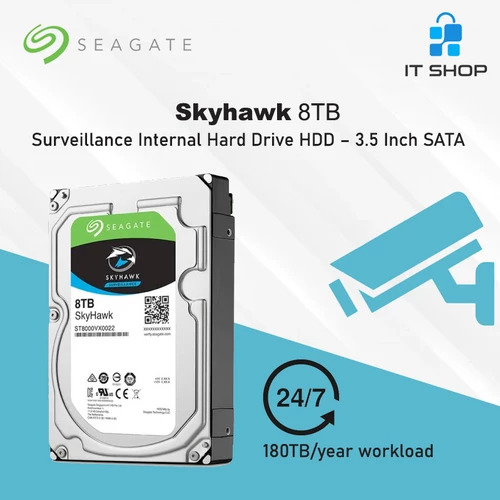 SEAGATE
IT SHOP
Skyhawk 8TB
Surveillance Internal Hard Drive HDD – 3.5 Inch SATA
SEAGATE
SKYHAWK
SURVEILLANCE
8TB
SkyHawk
ST8000VX0022
24/7
180TB/year workload